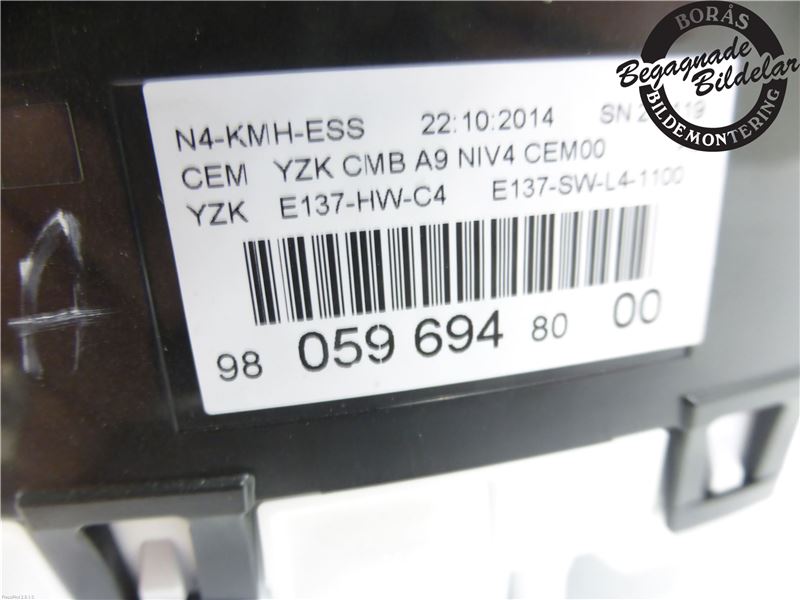 BORÅS
Begagnade
Bildelar
BILDEMONTERING
N4-KMH-ESS 22:10:2014 SN
CEM YZK CMB A9 NIV4 CEM00
YZK E137-HW-C4 E137-SW-L4-1100
98 059 694 80 00
A